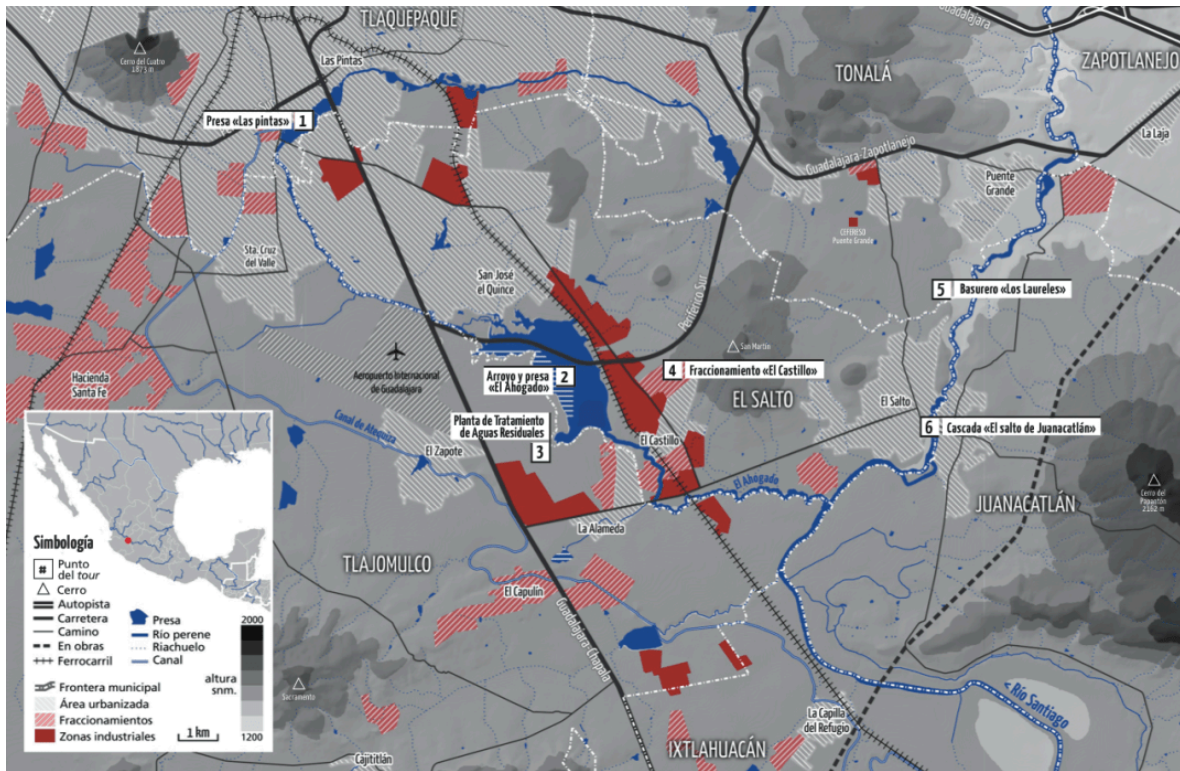 TLAQUEPAQUE
Guadalajara
Cerro del Cuatro
1873 m
Las Pintas
TONALÁ
ZAPOTLANEJO
Presa «Las pintas» 1
La Laja
Guadalajara-Zapotlanejo
Puente
Grande
CEFERESO
Puente Grande
Sta. Cruz
del Valle
San José
el Quince
Periférico Sur
5 Basurero «Los Laureles»
San Martín
Aeropuerto Internacional
de Guadalajara
Arroyo y presa
«El Ahogado» 2
4 Fraccionamiento «El Castillo»
Hacienda
Santa Fe
EL SALTO
El Salto
Canal de Atequiza
Planta de Tratamiento
de Aguas Residuales
3
6 Cascada «El salto de Juanacatlán»
El Zapote
El Castillo
El Ahogado
Cerro del
Papantón
2162 m
JUANACATLÁN
La Alameda
TLAJOMULCO
El Capulín
Guadalajara Chapala
Sacramento
< Río Santiago
La Capilla
del Refugio
IXTLAHUACÁN
Cajititlán
Simbología
# Punto
del tour
Cerro
Autopista
Carretera
Camino
En obras
Ferrocarril
Presa
Río perene
Riachuelo
Canal
2000
altura
snm.
1200
Frontera municipal
Área urbanizada
Fraccionamientos
Zonas industriales
1 km